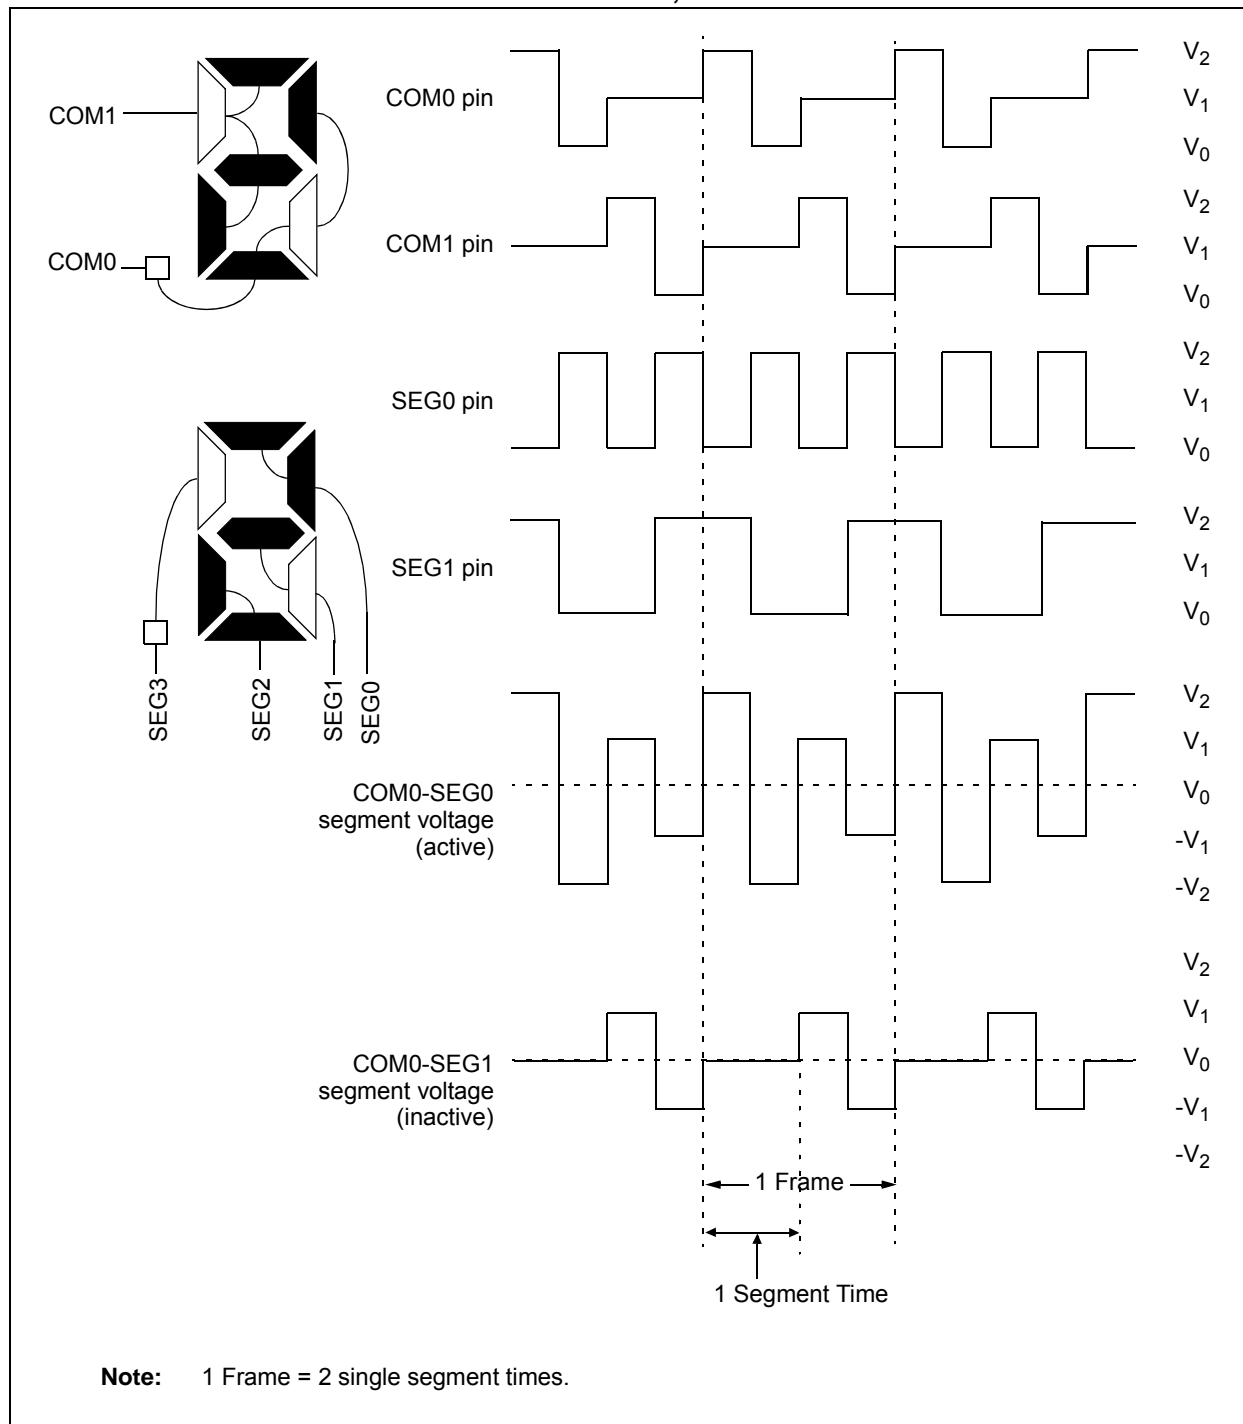 COM1
COM0
SEG3
SEG2
SEG1
SEG0
COM0 pin
V2
V1
V0
COM1 pin
V2
V1
V0
SEG0 pin
V2
V1
V0
SEG1 pin
V2
V1
V0
COM0-SEG0
segment voltage
(active)
V2
V1
V0
-V1
-V2
COM0-SEG1
segment voltage
(inactive)
V2
V1
V0
-V1
-V2
1 Frame
1 Segment Time
Note: 1 Frame = 2 single segment times.